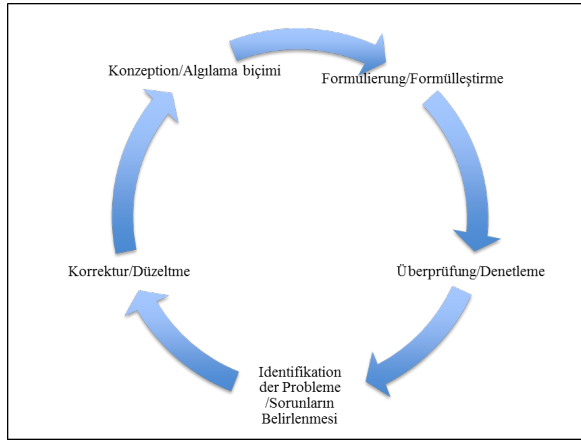 Konzeption/Algılama biçimi
Formulierung/Formülleştirme
Überprüfung/Denetleme
Identifikation
der Probleme
/Sorunların
Belirlenmesi
Korrektur/Düzeltme